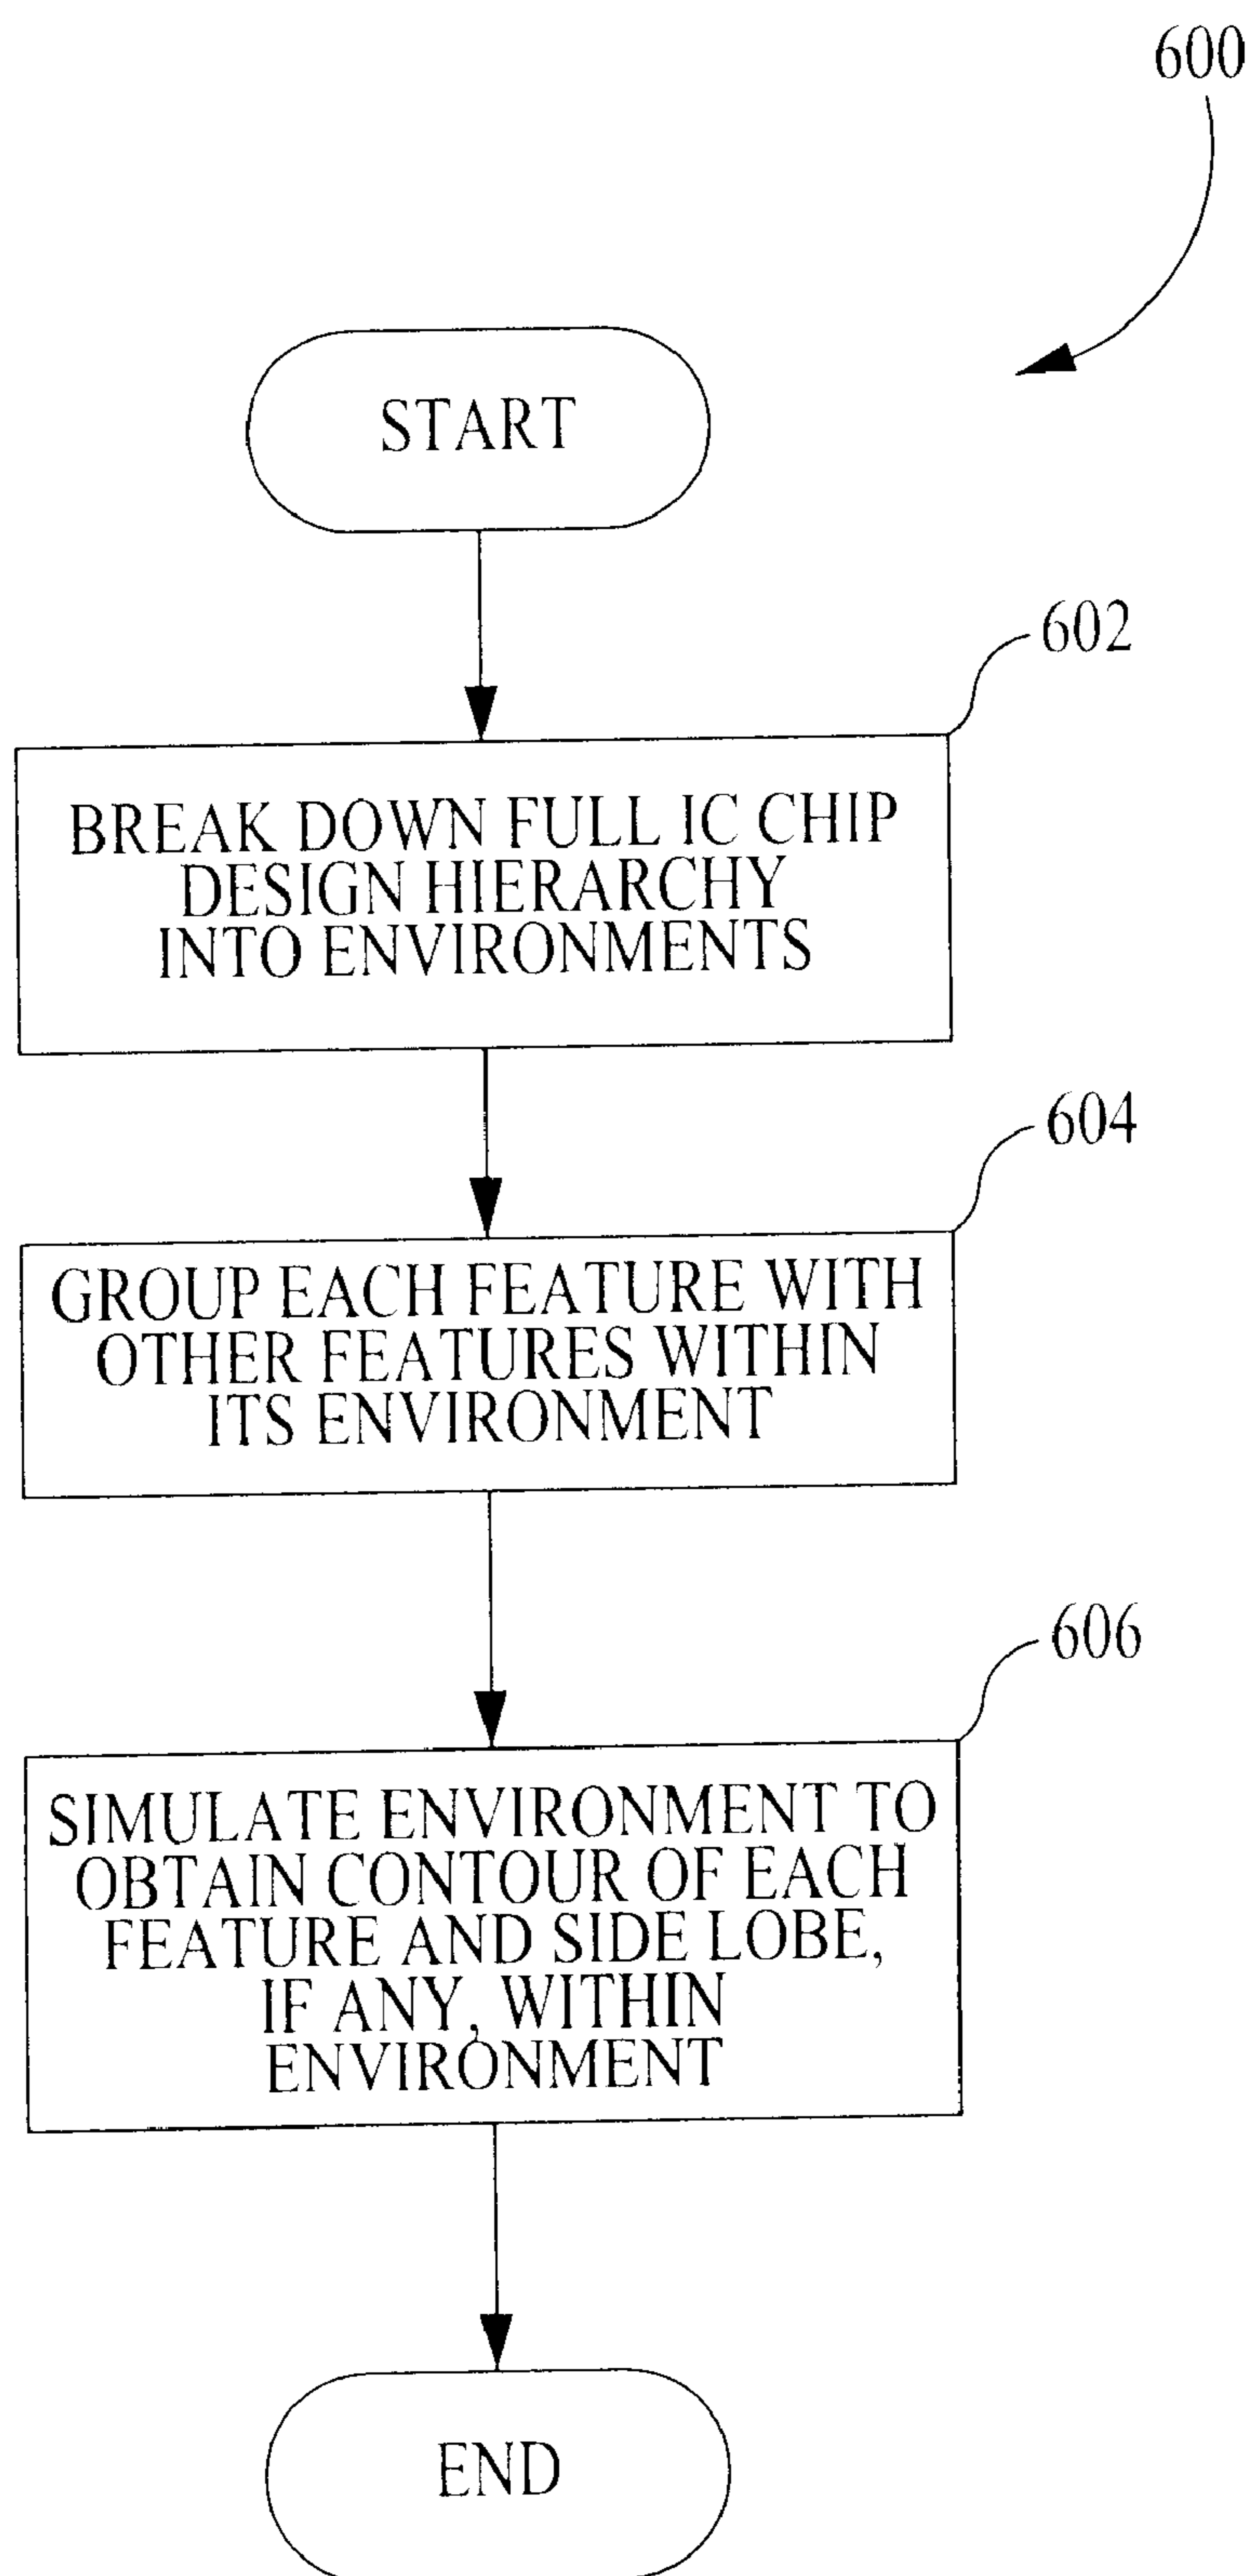 600
START
602
BREAK DOWN FULL IC CHIP
DESIGN HIERARCHY
INTO ENVIRONMENTS
604
GROUP EACH FEATURE WITH
OTHER FEATURES WITHIN
ITS ENVIRONMENT
606
SIMULATE ENVIRONMENT TO
OBTAIN CONTOUR OF EACH
FEATURE AND SIDE LOBE,
IF ANY, WITHIN
ENVIRONMENT
END